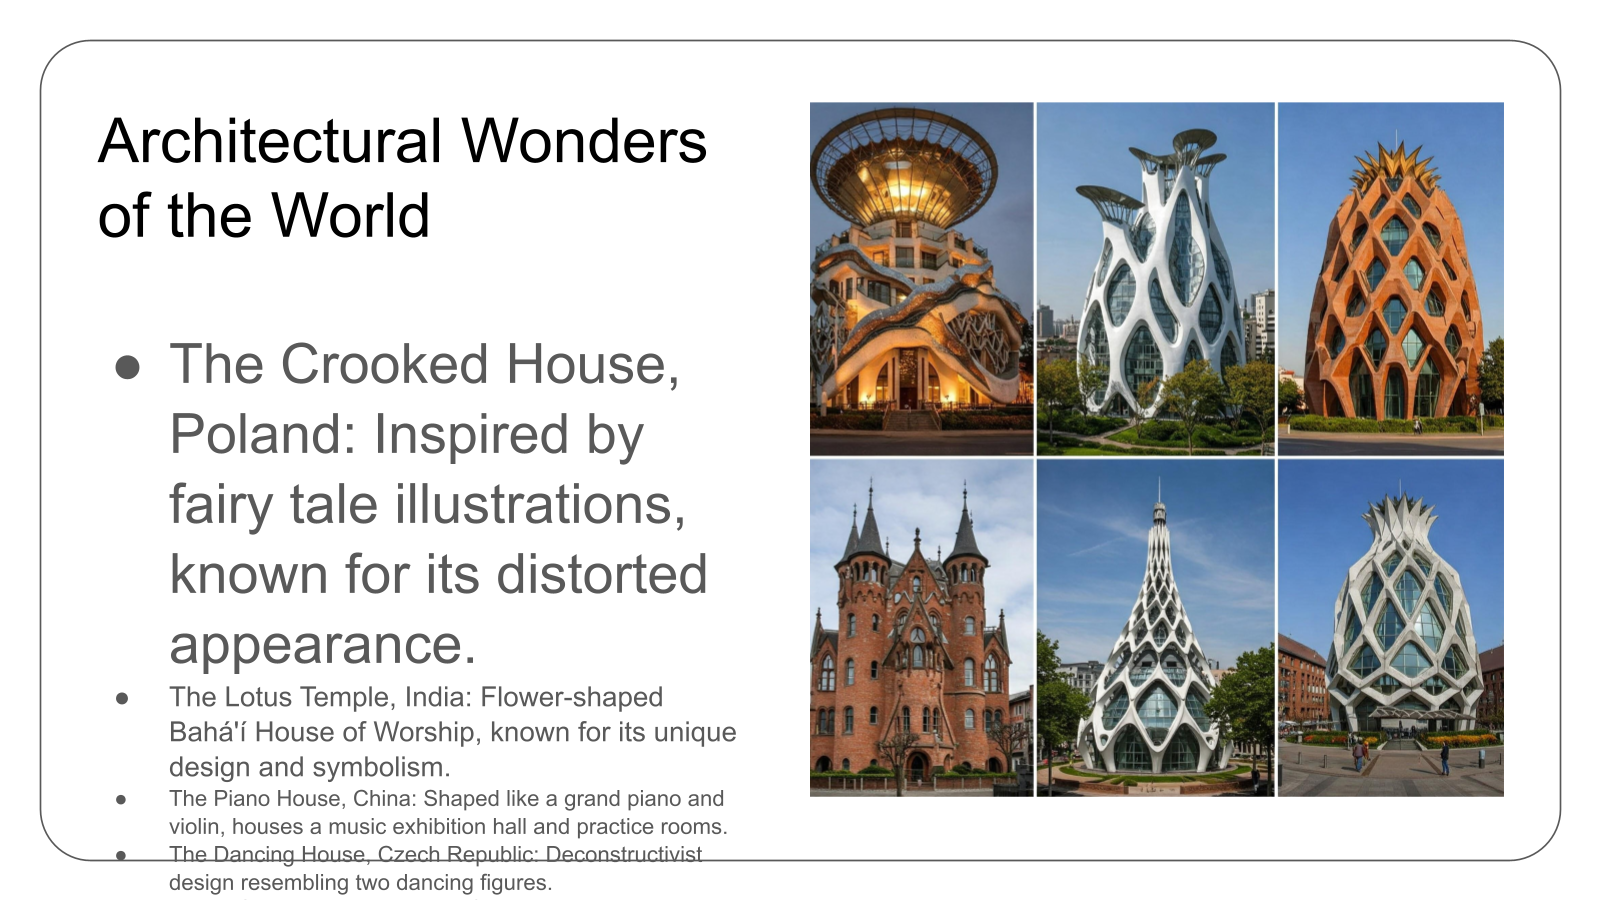 Architectural Wonders
of the World
● The Crooked House,
Poland: Inspired by
fairy tale illustrations,
known for its distorted
appearance.
● The Lotus Temple, India: Flower-shaped
Bahá'í House of Worship, known for its unique
design and symbolism.
● The Piano House, China: Shaped like a grand piano and
violin, houses a music exhibition hall and practice rooms.
● The Dancing House, Czech Republic: Deconstructivist
design resembling two dancing figures.